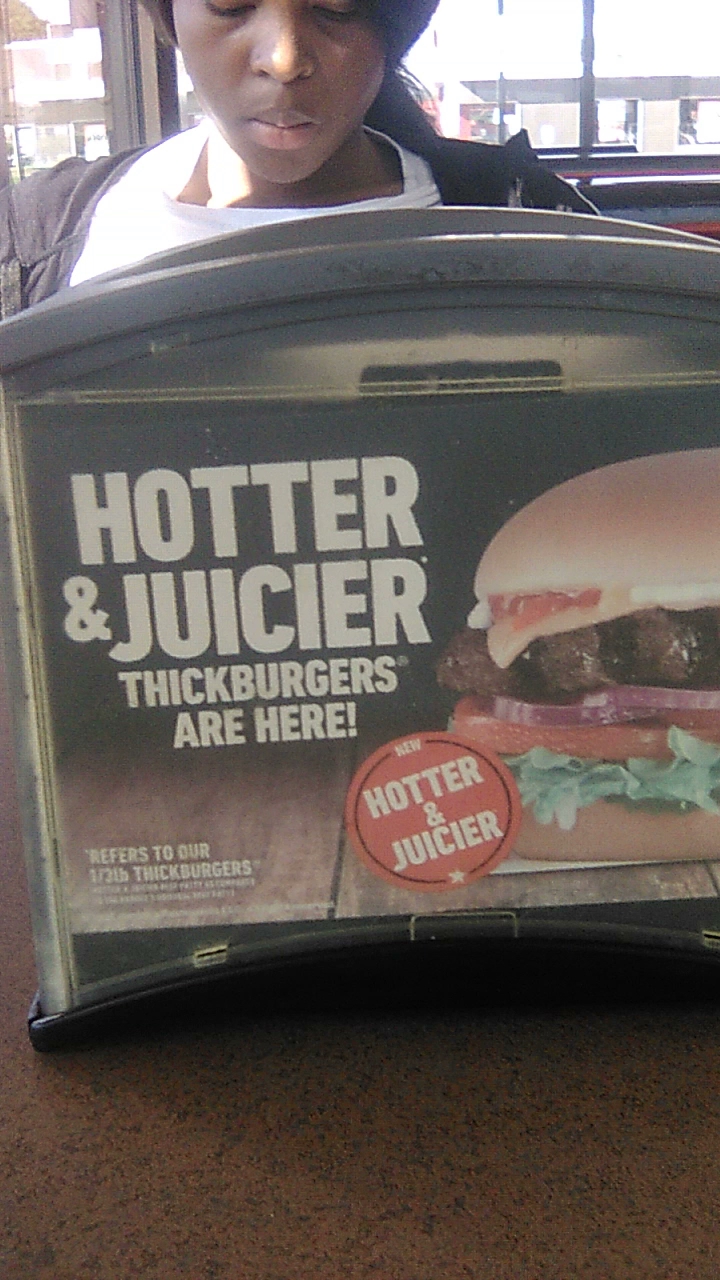 HOTTER
& JUICIER*
THICKBURGERS®
ARE HERE!
NEW
HOTTER
&
JUICIER
*REFERS TO OUR
1/3lb THICKBURGERS®